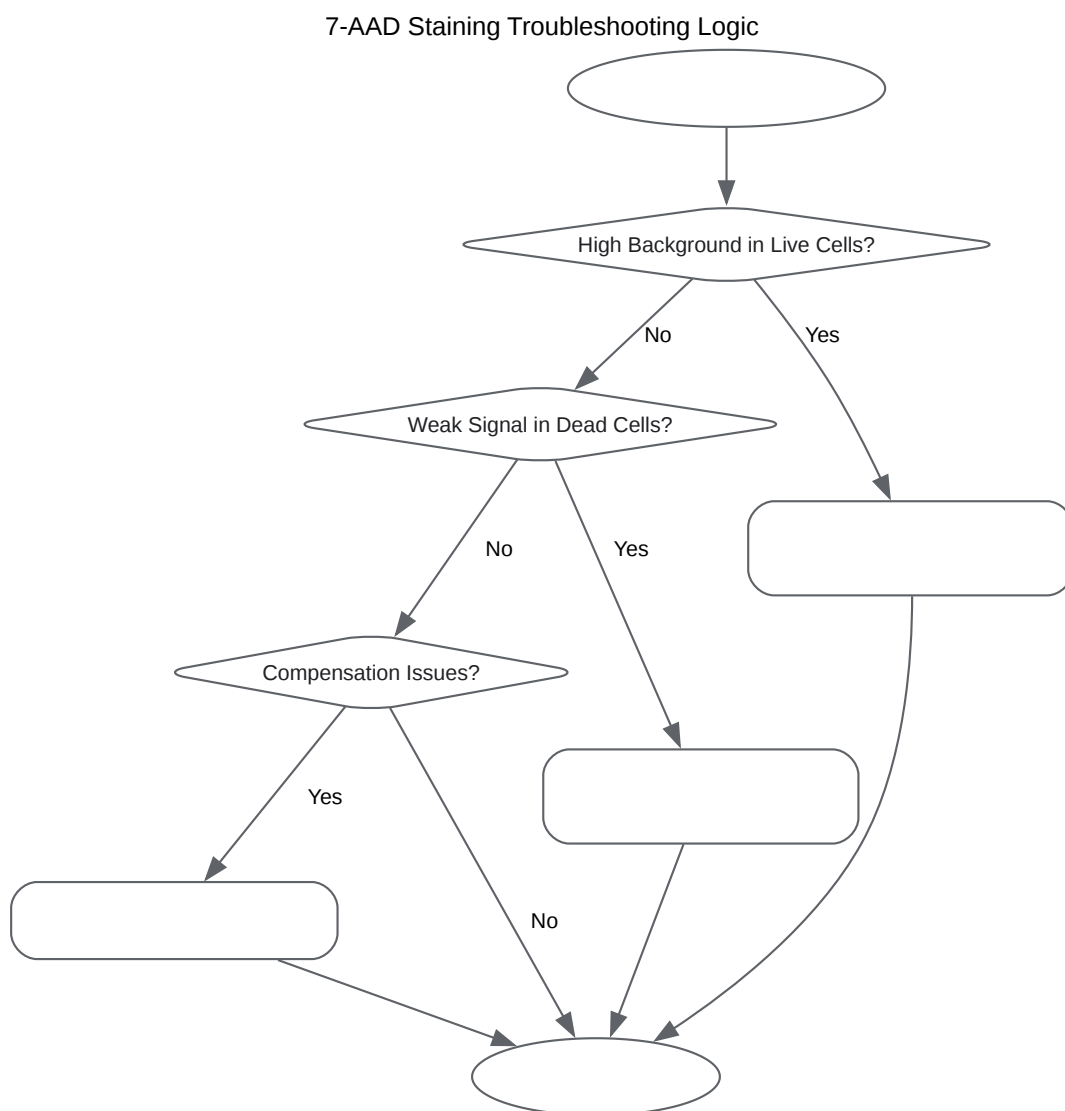 7-AAD Staining Troubleshooting Logic
High Background in Live Cells?
No
Yes
Weak Signal in Dead Cells?
No
Yes
Compensation Issues?
Yes
No